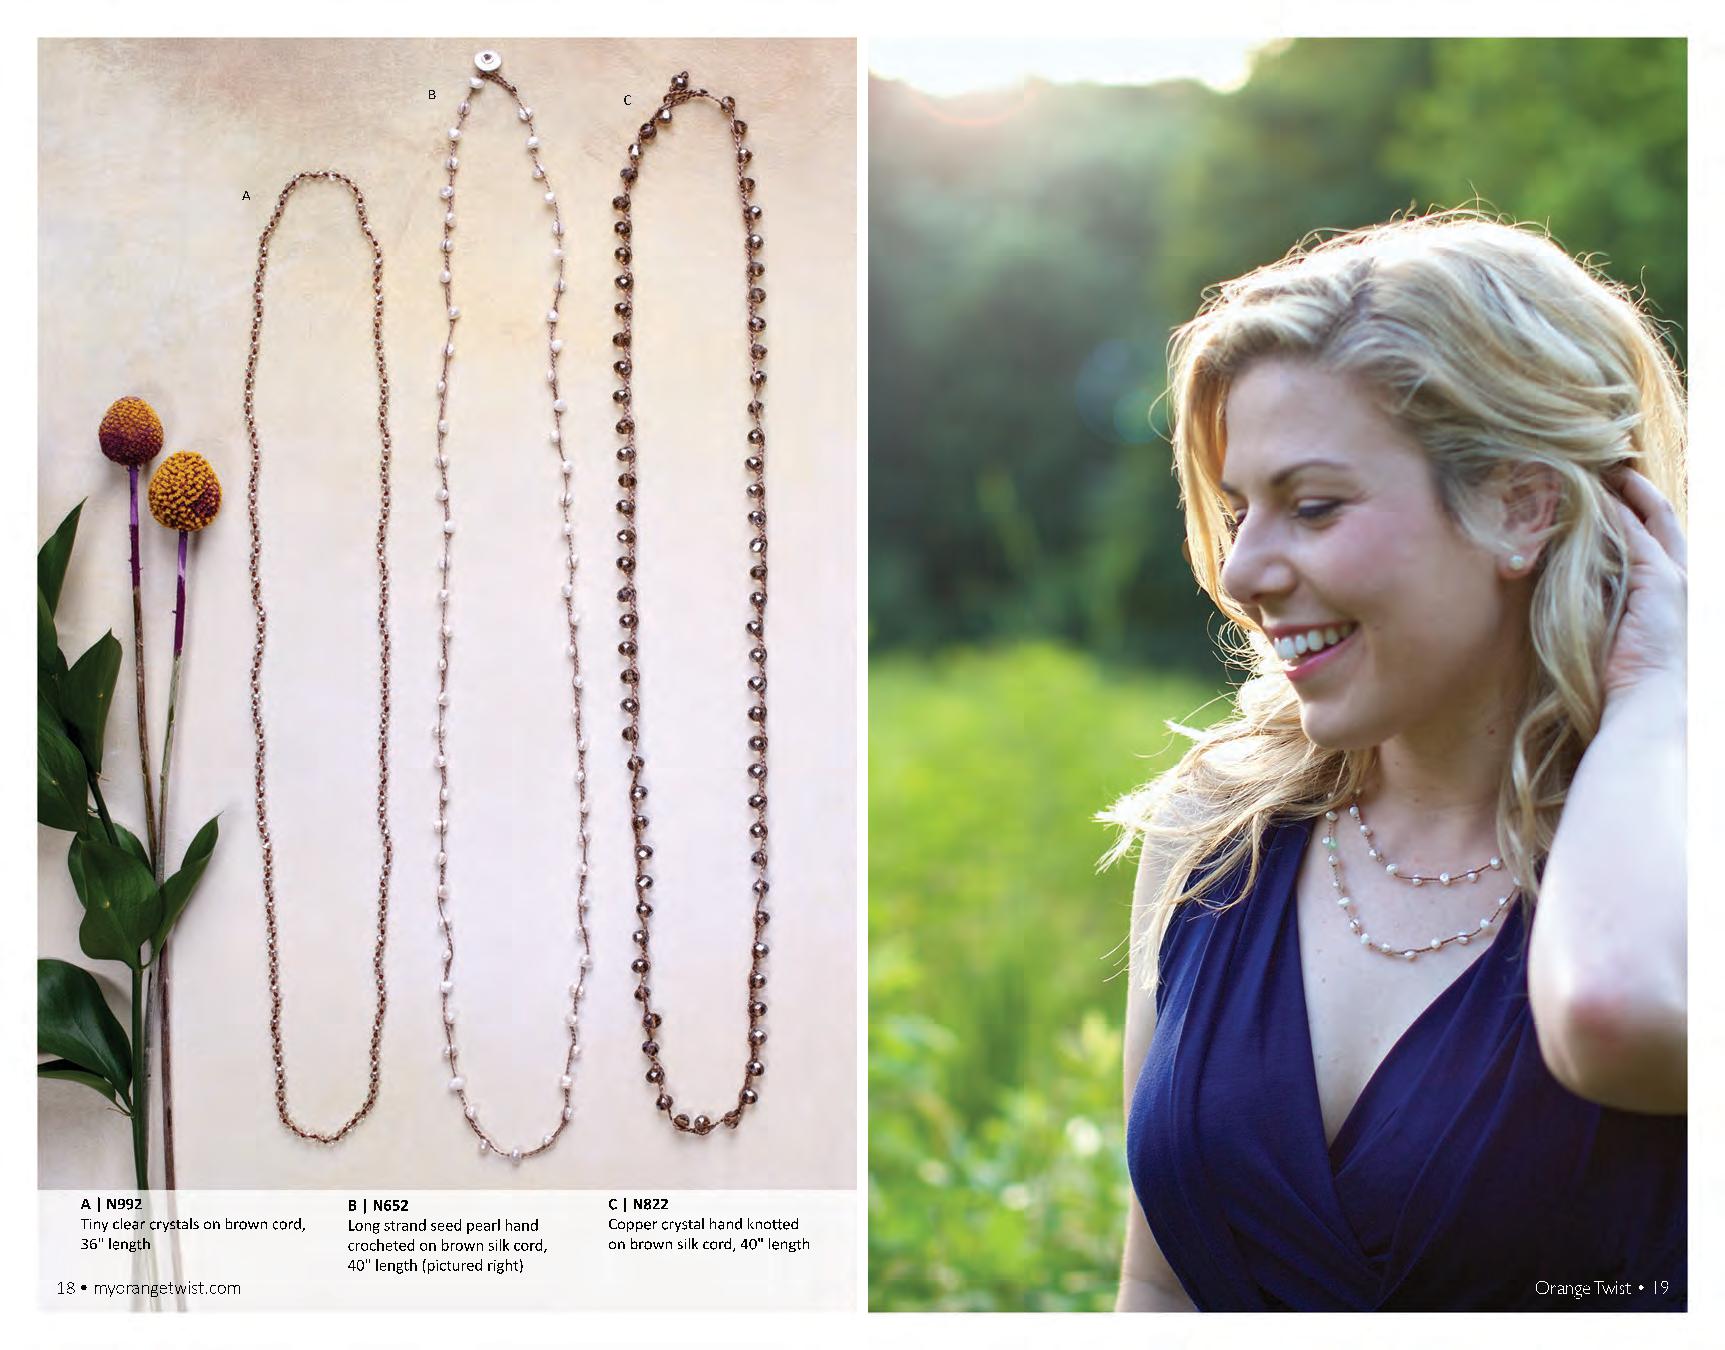 A
B
C
A | N992
Tiny clear crystals on brown cord,
36" length
B | N652
Long strand seed pearl hand
crocheted on brown silk cord,
40" length (pictured right)
C | N822
Copper crystal hand knotted
on brown silk cord, 40" length
18 • myorangetwist.com
Orange Twist • 19